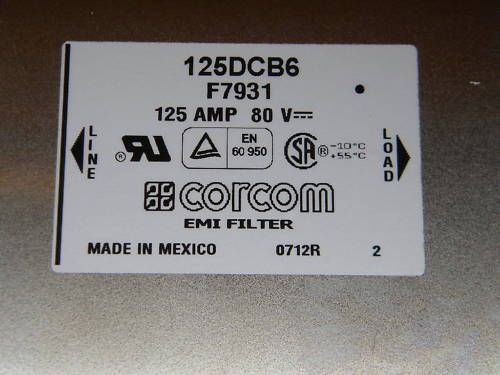 125DCB6
F7931
125 AMP 80 V⎓
LINE
LOAD
EN
60 950
®
-10°C
+55°C
corcom
EMI FILTER
MADE IN MEXICO 0712R 2